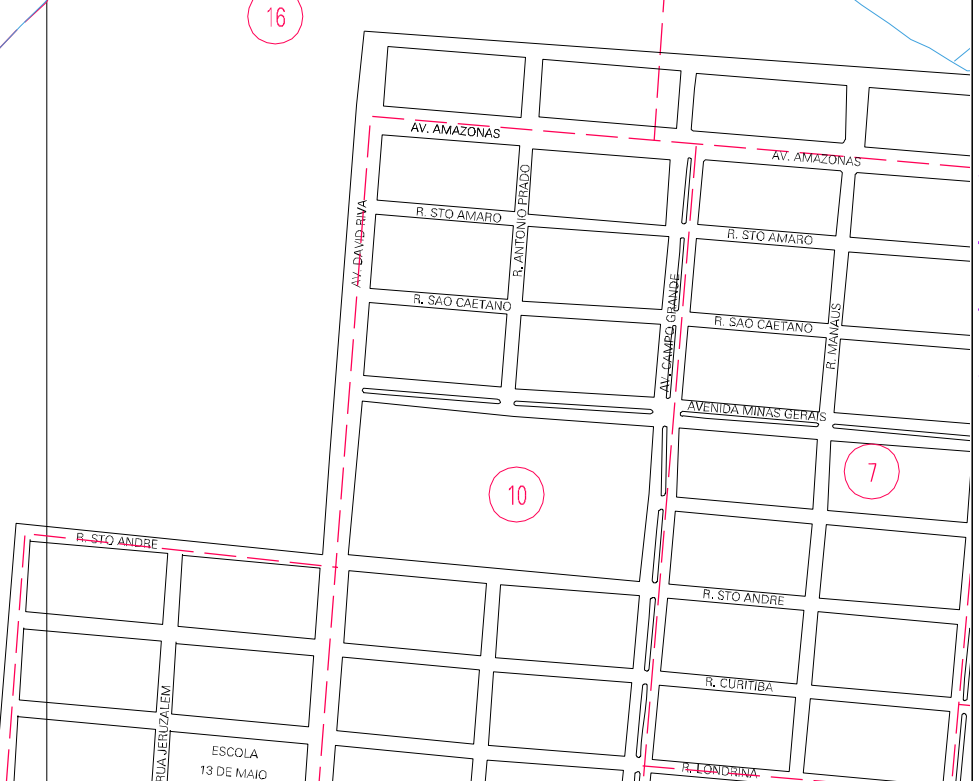 16
AV. AMAZONAS
AV. AMAZONAS
R. ANTONIO PRADO
AV. DAVID RIVA
R. STO AMARO
R. STO AMARO
AV. CAMPO GRANDE
R. SAO CAETANO
R. SAO CAETANO
R. MANAUS
AVENIDA MINAS GERAIS
7
10
R. STO ANDRE
R. STO ANDRE
R. CURITIBA
RUA JERUZALEM
ESCOLA
13 DE MAIO
R. LONDRINA